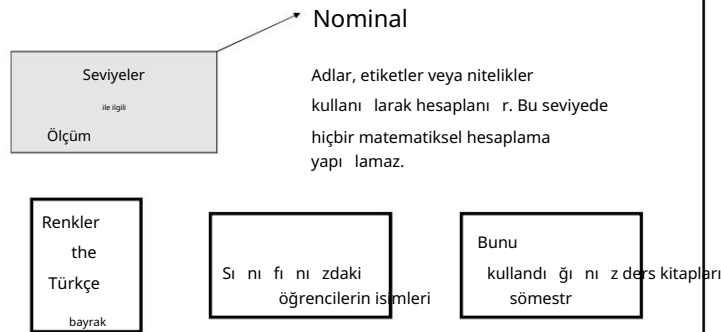 Nominal
Seviyeler
ile ilgili
Ölçüm
Adlar, etiketler veya nitelikler
kullanı larak hesaplanı r. Bu seviyede
hiçbir matematiksel hesaplama
yapı lamaz.
Renkler
the
Türkçe
bayrak
Sı nı fı nı zdaki
öğrencilerin isimleri
Bunu
kullandı ğı nı z ders kitapları
sömestr